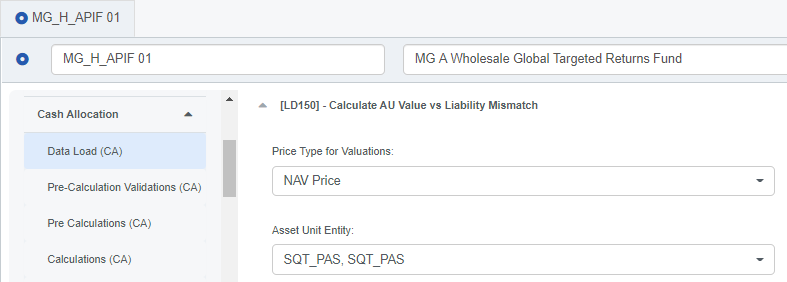 MG_H_APIF 01
MG_H_APIF 01
MG A Wholesale Global Targeted Returns Fund
Cash Allocation
Data Load (CA)
Pre-Calculation Validations (CA)
Pre Calculations (CA)
Calculations (CA)
[LD150] - Calculate AU Value vs Liability Mismatch
Price Type for Valuations:
NAV Price
Asset Unit Entity:
SQT_PAS, SQT_PAS